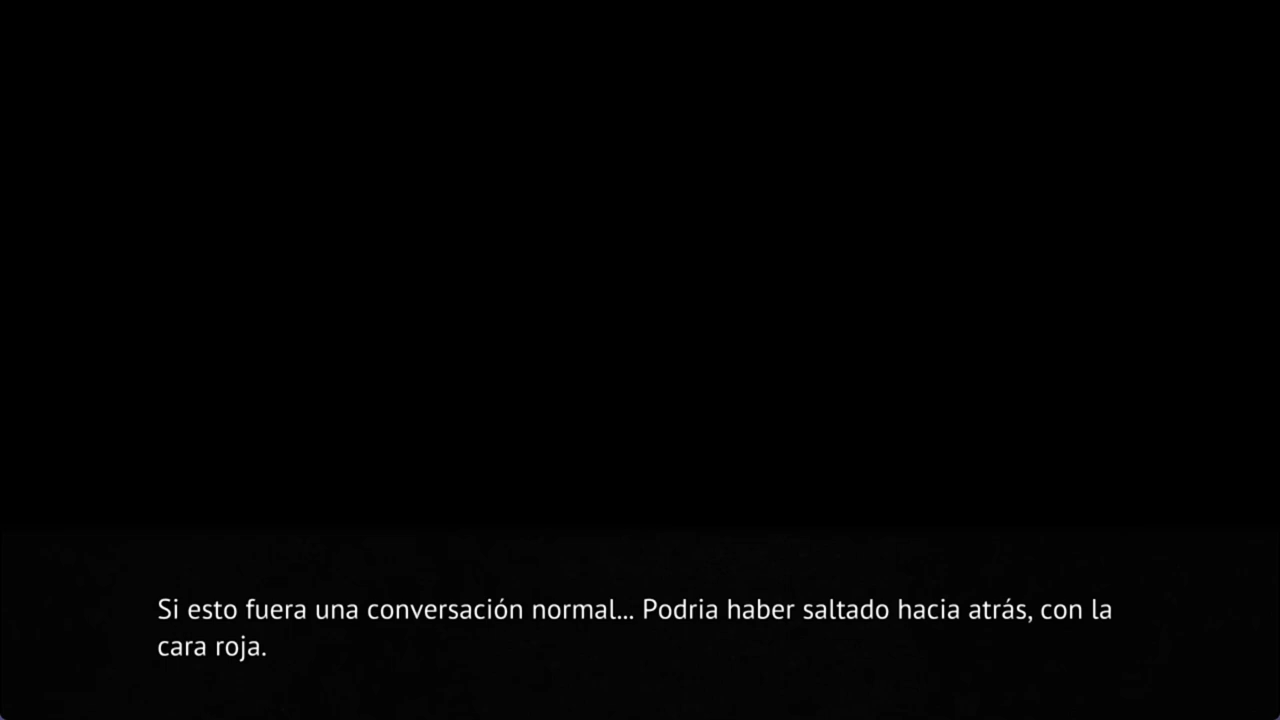 Si esto fuera una conversación normal... Podria haber saltado hacia atrás, con la
cara roja.